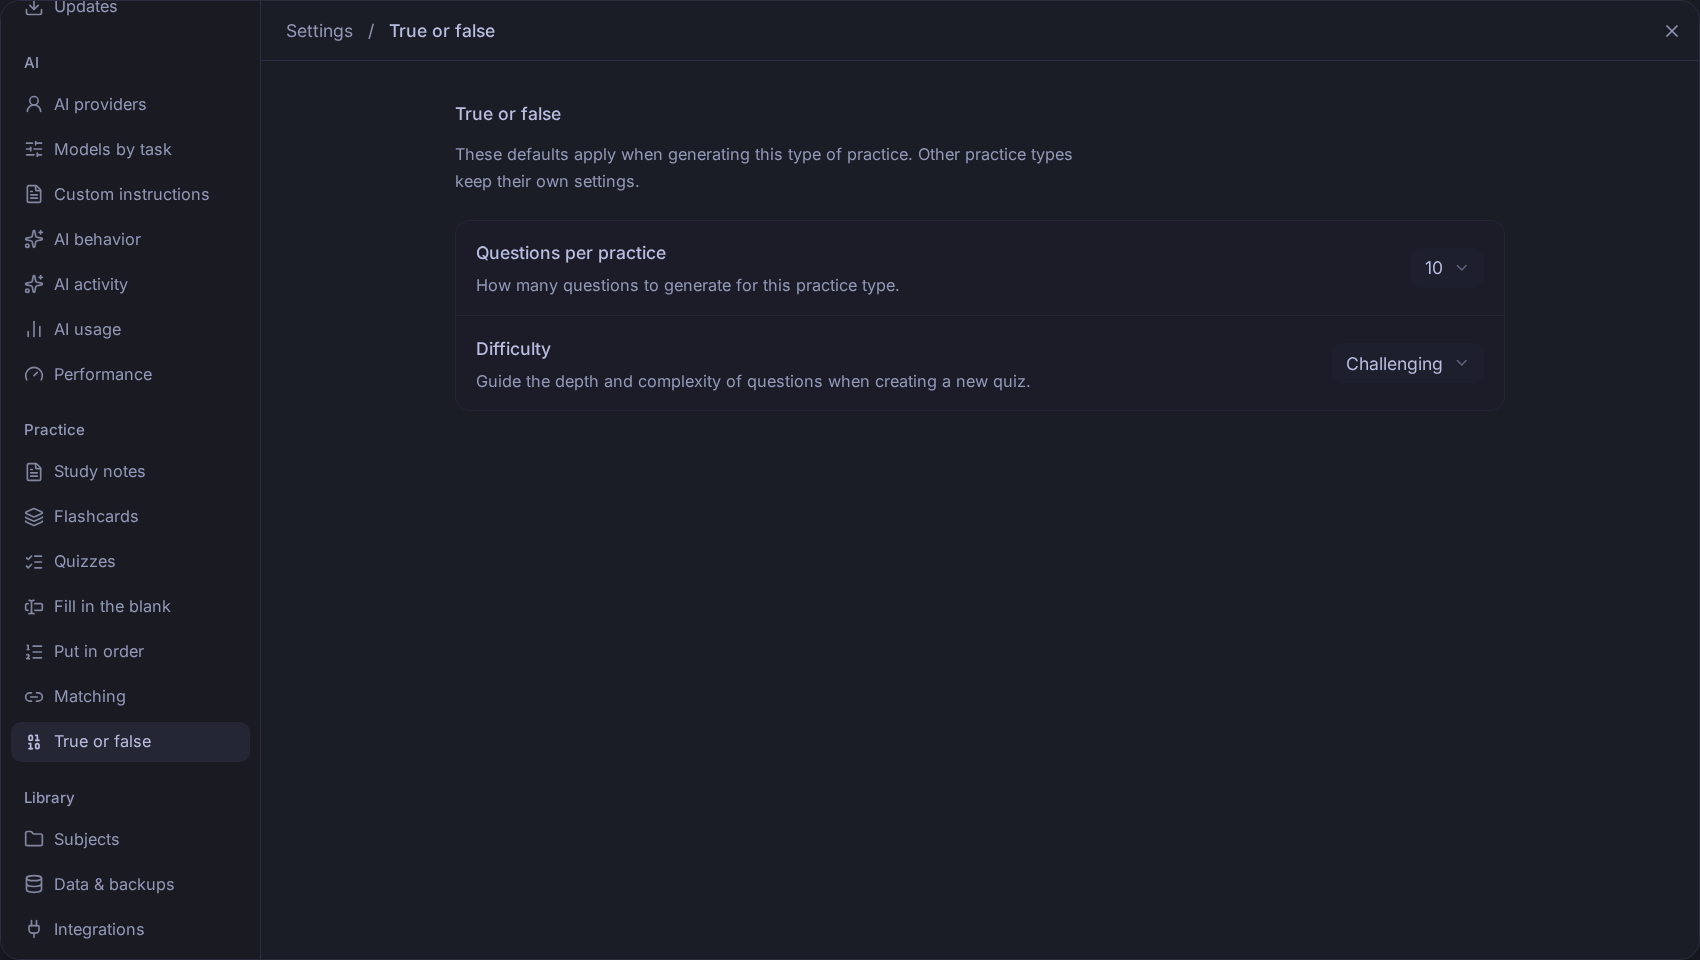 Updates
AI
AI providers
Models by task
Custom instructions
AI behavior
AI activity
AI usage
Performance
Practice
Study notes
Flashcards
Quizzes
Fill in the blank
Put in order
Matching
True or false
Library
Subjects
Data & backups
Integrations
Settings / True or false
True or false
These defaults apply when generating this type of practice. Other practice types
keep their own settings.
Questions per practice
How many questions to generate for this practice type.
10
Difficulty
Guide the depth and complexity of questions when creating a new quiz.
Challenging